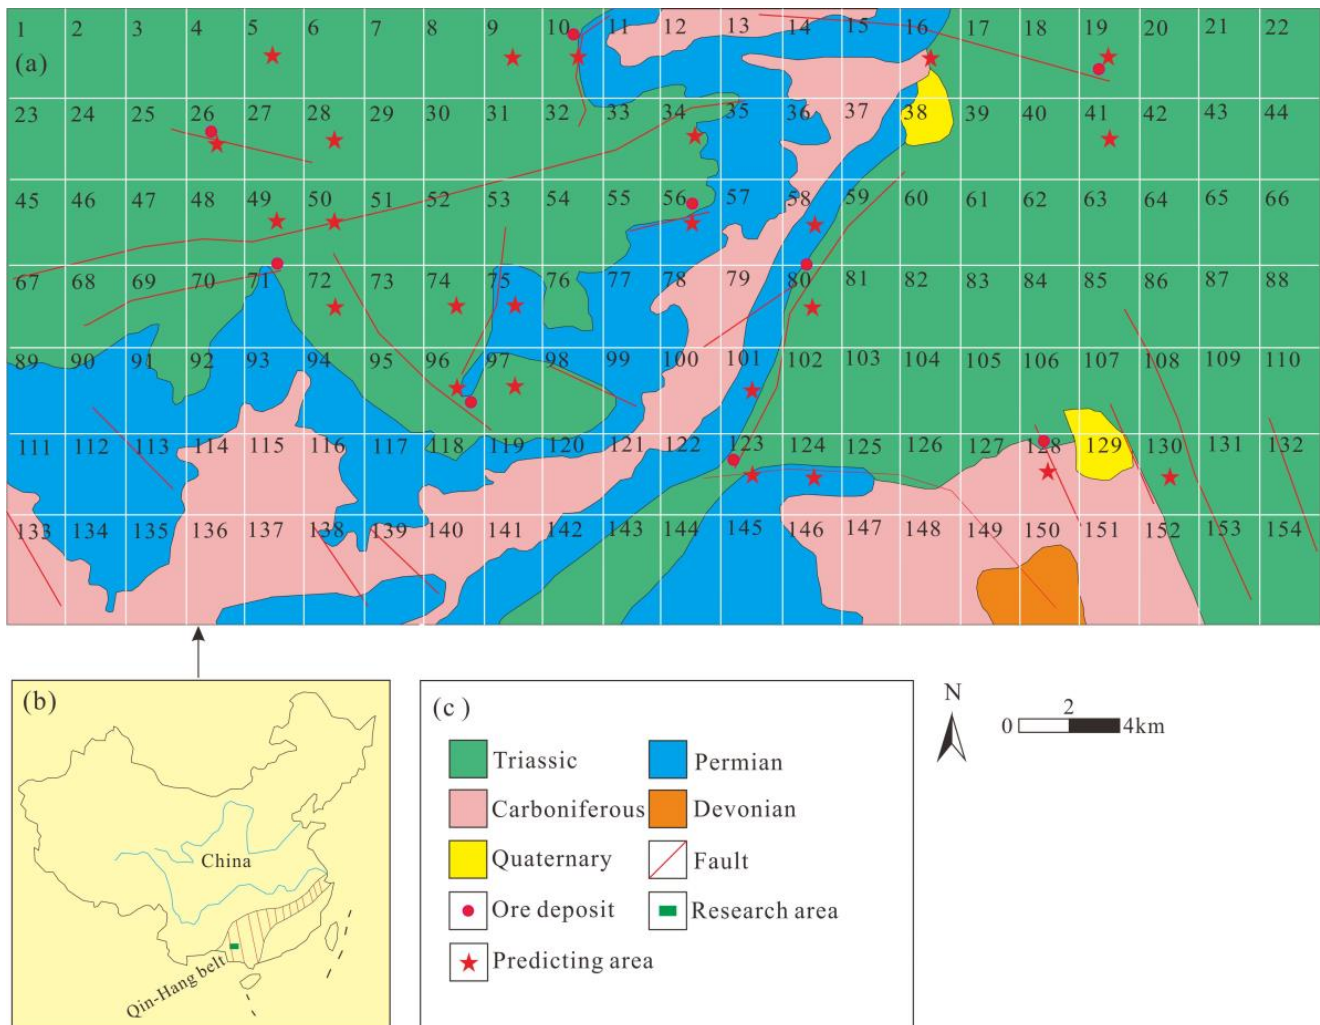 1 2 3 4 5 6 7 8 9 10 11 12 13 14 15 16 17 18 19 20 21 22
(a)
23 24 25 26 27 28 29 30 31 32 33 34 35 36 37 38 39 40 41 42 43 44
45 46 47 48 49 50 51 52 53 54 55 56 57 58 59 60 61 62 63 64 65 66
67 68 69 70 71 72 73 74 75 76 77 78 79 80 81 82 83 84 85 86 87 88
89 90 91 92 93 94 95 96 97 98 99 100 101 102 103 104 105 106 107 108 109 110
111 112 113 114 115 116 117 118 119 120 121 122 123 124 125 126 127 128 129 130 131 132
133 134 135 136 137 138 139 140 141 142 143 144 145 146 147 148 149 150 151 152 153 154
(b)
China
Qin-Hang belt
(c )
Triassic Permian
Carboniferous Devonian
Quaternary Fault
Ore deposit Research area
Predicting area
N
2
0 4km